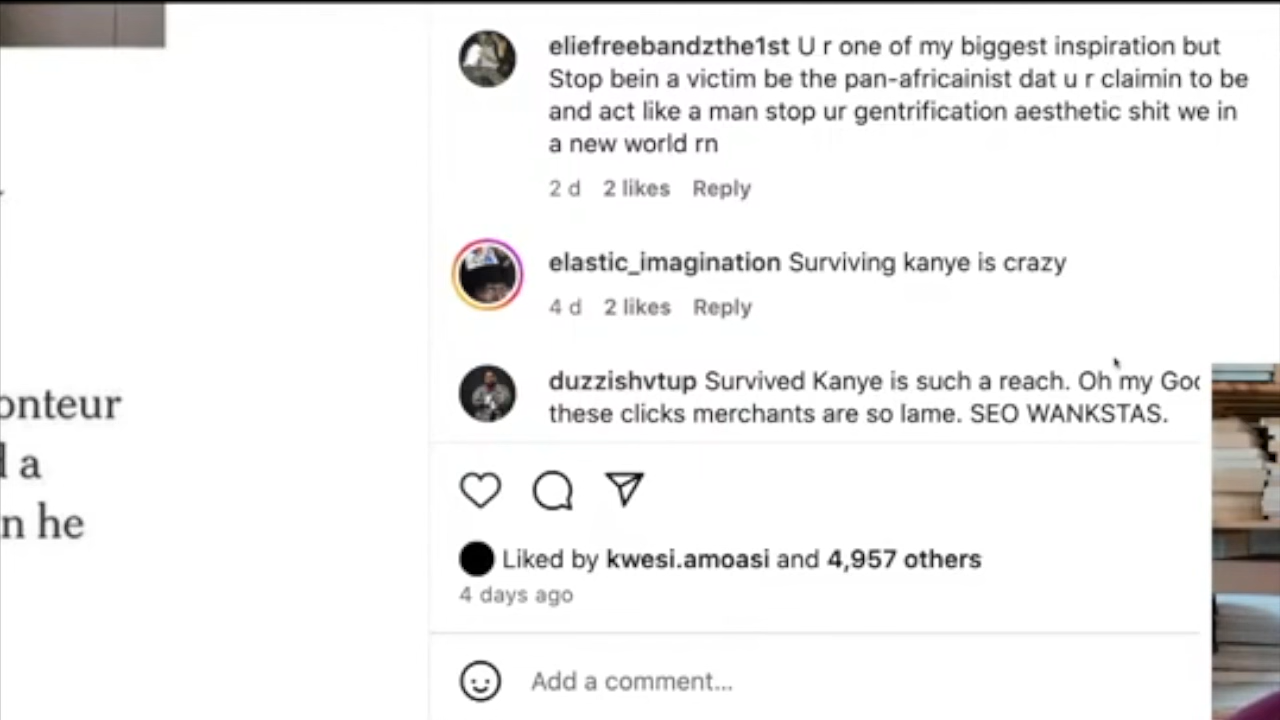 onteur
d a
n he
eliefreebandzthe1st U r one of my biggest inspiration but
Stop bein a victim be the pan-africainist dat u r claimin to be
and act like a man stop ur gentrification aesthetic shit we in
a new world rn
2 d 2 likes Reply
elastic_imagination Surviving kanye is crazy
4 d 2 likes Reply
duzzishvtup Survived Kanye is such a reach. Oh my God
these clicks merchants are so lame. SEO WANKSTAS.
Liked by kwesi.amoasi and 4,957 others
4 days ago
Add a comment...